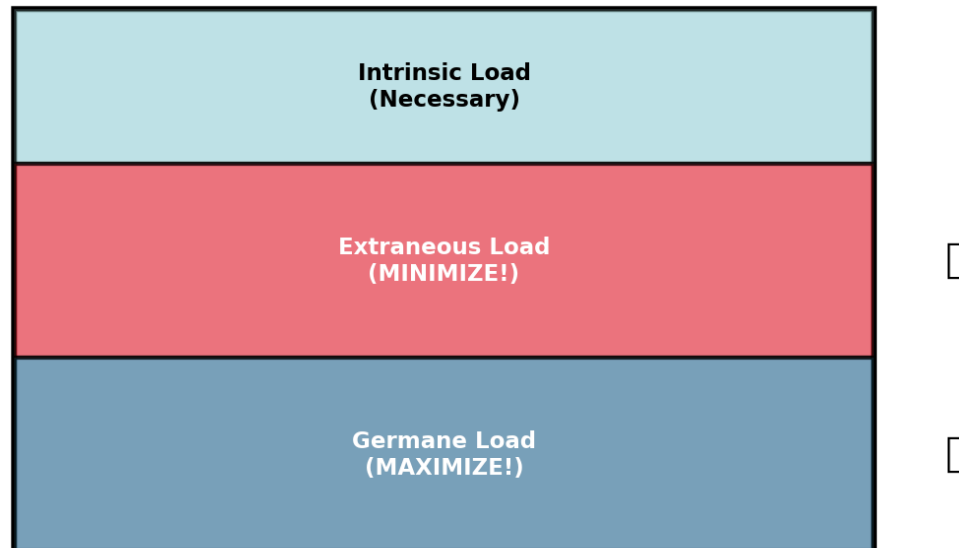 Intrinsic Load
(Necessary)
Extraneous Load
(MINIMIZE!)
Germane Load
(MAXIMIZE!)